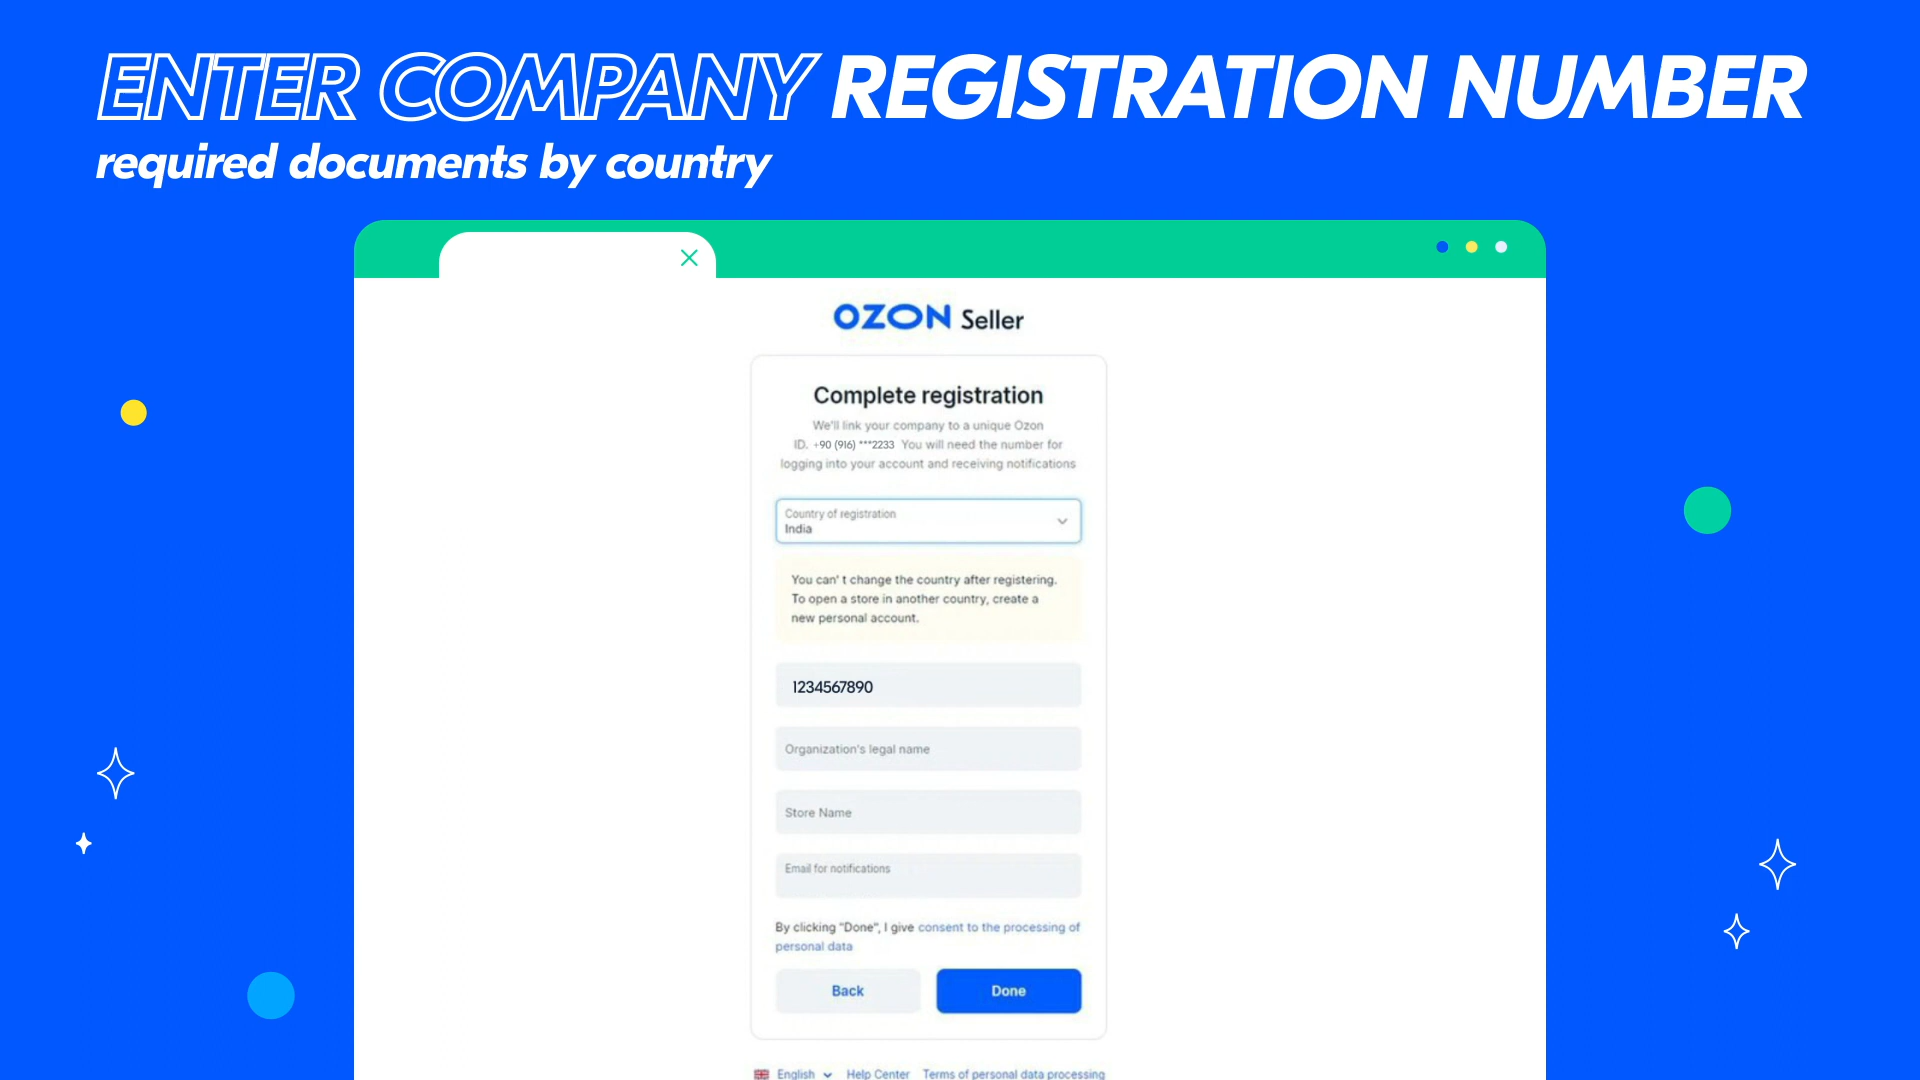 ENTER COMPANY REGISTRATION NUMBER
required documents by country
OZON Seller
Complete registration
We'll link your company to a unique Ozon
ID. +90 (916) ***2233 You will need the number for
logging into your account and receiving notifications
Country of registration
India
You can' t change the country after registering.
To open a store in another country, create a
new personal account.
1234567890
Organization's legal name
Store Name
Email for notifications
By clicking "Done", I give consent to the processing of
personal data
Back Done
English Help Center Terms of personal data processing